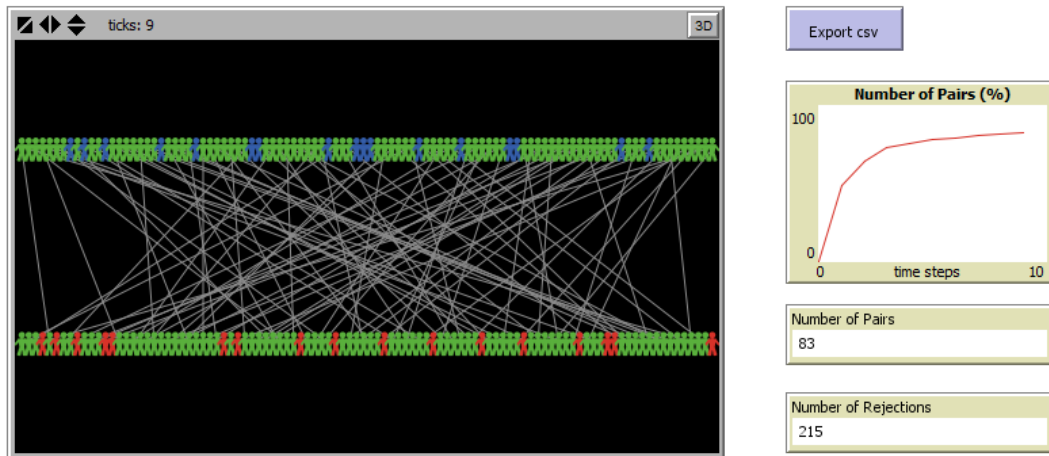 ticks: 9
3D
Export csv
Number of Pairs (%)
100
0
0 time steps 10
Number of Pairs
83
Number of Rejections
215